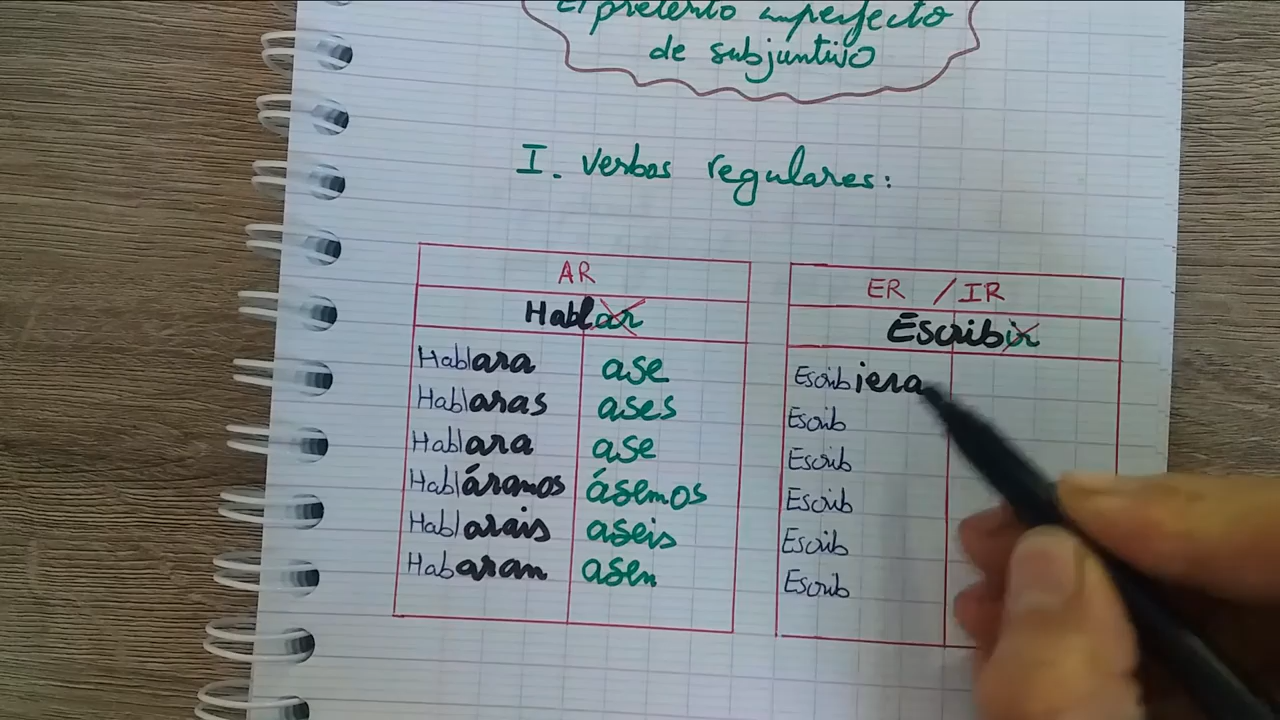 El pretérito imperfecto
de subjuntivo
I. Verbos regulares:
AR
Hablar
Hablara ase
Hablaras ases
Hablara ase
Habláramos ásemos
Hablarais aseis
Habaran asen
ER / IR
Escribir
Escribiera
Escrib
Escrib
Escrib
Escrib
Escrib